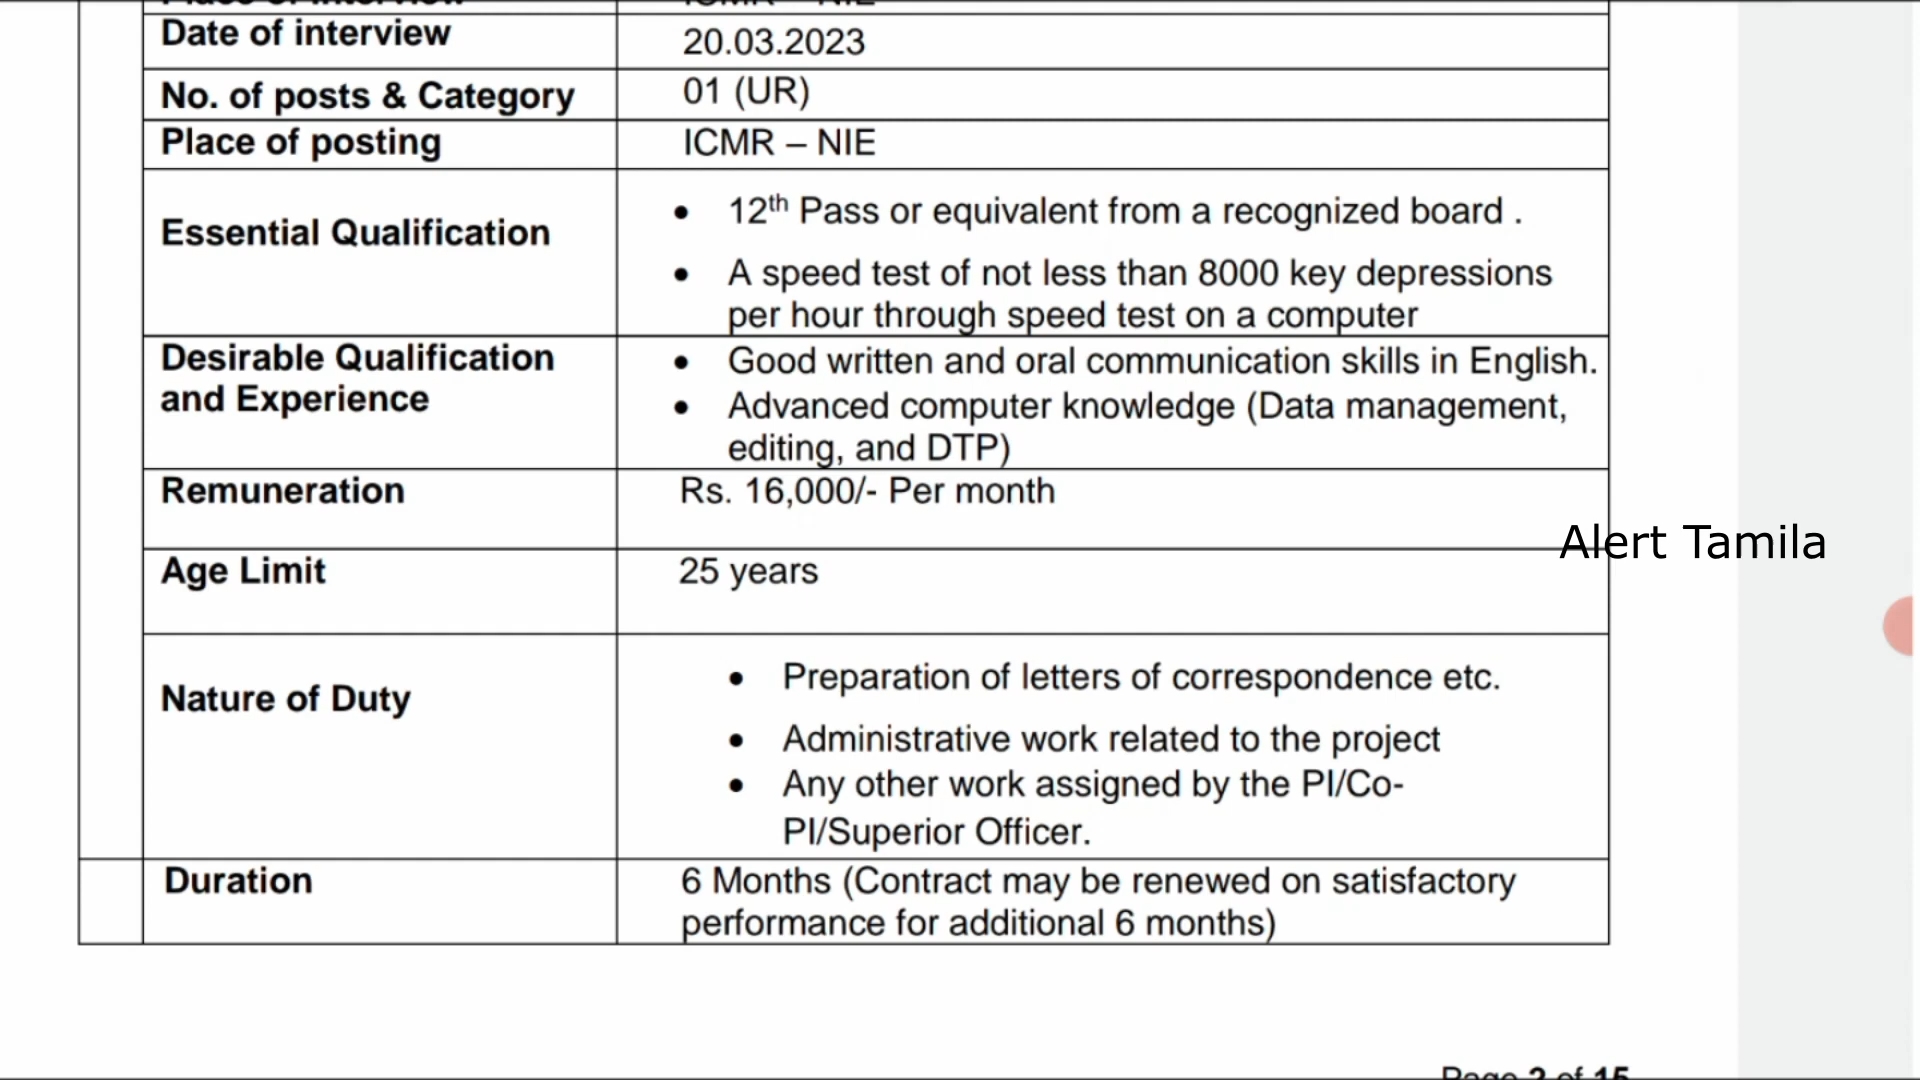 Date of interview
20.03.2023
No. of posts & Category
01 (UR)
Place of posting
ICMR – NIE
Essential Qualification
• 12th Pass or equivalent from a recognized board .
• A speed test of not less than 8000 key depressions
per hour through speed test on a computer
Desirable Qualification
and Experience
• Good written and oral communication skills in English.
• Advanced computer knowledge (Data management,
editing, and DTP)
Remuneration
Rs. 16,000/- Per month
Alert Tamila
Age Limit
25 years
Nature of Duty
• Preparation of letters of correspondence etc.
• Administrative work related to the project
• Any other work assigned by the PI/Co-
PI/Superior Officer.
Duration
6 Months (Contract may be renewed on satisfactory
performance for additional 6 months)
Page 2 of 15